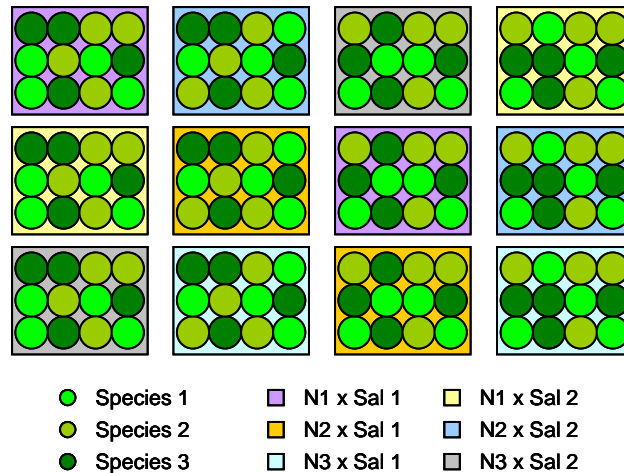 Species 1 N1 x Sal 1 N1 x Sal 2
Species 2 N2 x Sal 1 N2 x Sal 2
Species 3 N3 x Sal 1 N3 x Sal 2